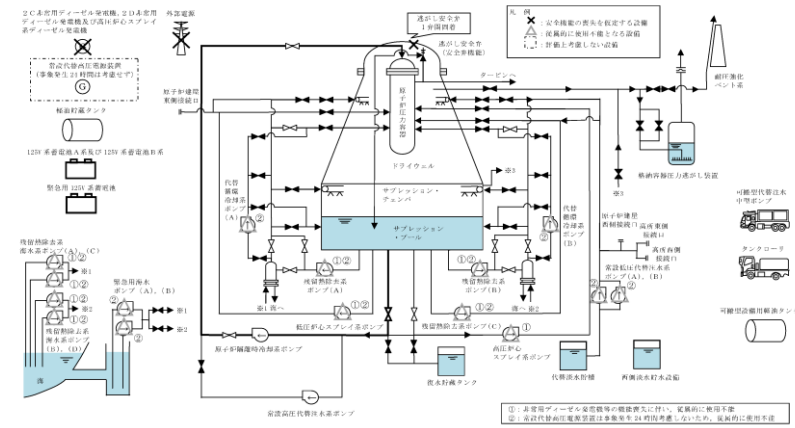 2C非常用ディーゼル発電機，2D非常用
ディーゼル発電機及び高圧炉心スプレイ
系ディーゼル発電機
外部電源
常設代替高圧電源装置
(事象発生24時間は考慮せず)
G
軽油貯蔵タンク
125V系蓄電池A系及び125V系蓄電池B系
緊急用125V系蓄電池
残留熱除去系
海水系ポンプ(A)，(C)
①②
※1
①②
※2
①②
残留熱除去系
海水系ポンプ
(B)，(D)
緊急用海水
ポンプ(A)，(B)
②
※1
※2
②
海
逃がし安全弁
1弁開固着
逃がし安全弁
(安全弁機能)
凡 例
：安全機能の喪失を仮定する設備
：従属的に使用不能となる設備
：評価上考慮しない設備
タービンへ
耐圧強化
ベント系
原子炉建屋
東側接続口
原子炉圧力容器
ドライウェル
サプレッション・
チェンバ
サプレッション
・プール
※3
格納容器圧力逃がし装置
※3
代替
循環
冷却系
ポンプ
(A)
②
代替
循環
冷却系
ポンプ
(B)
②
原子炉建屋
西側接続口
高所東側
接続口
高所西側
接続口
常設低圧代替注水系
ポンプ(A)，(B)
②
②
可搬型代替注水
中型ポンプ
タンクローリ
可搬型設備用軽油タンク
①②
残留熱除去系
ポンプ(A)
①②
残留熱除去系
ポンプ(B)
※1 海へ
海へ ※2
①②
低圧炉心スプレイ系ポンプ
①②
残留熱除去系ポンプ(C)
原子炉隔離時冷却系ポンプ
①
高圧炉心
スプレイ系ポンプ
復水貯蔵タンク
代替淡水貯槽
西側淡水貯水設備
常設高圧代替注水系ポンプ
①：非常用ディーゼル発電機等の機能喪失に伴い，従属的に使用不能
②：常設代替高圧電源装置は事象発生24時間考慮しないため，従属的に使用不能